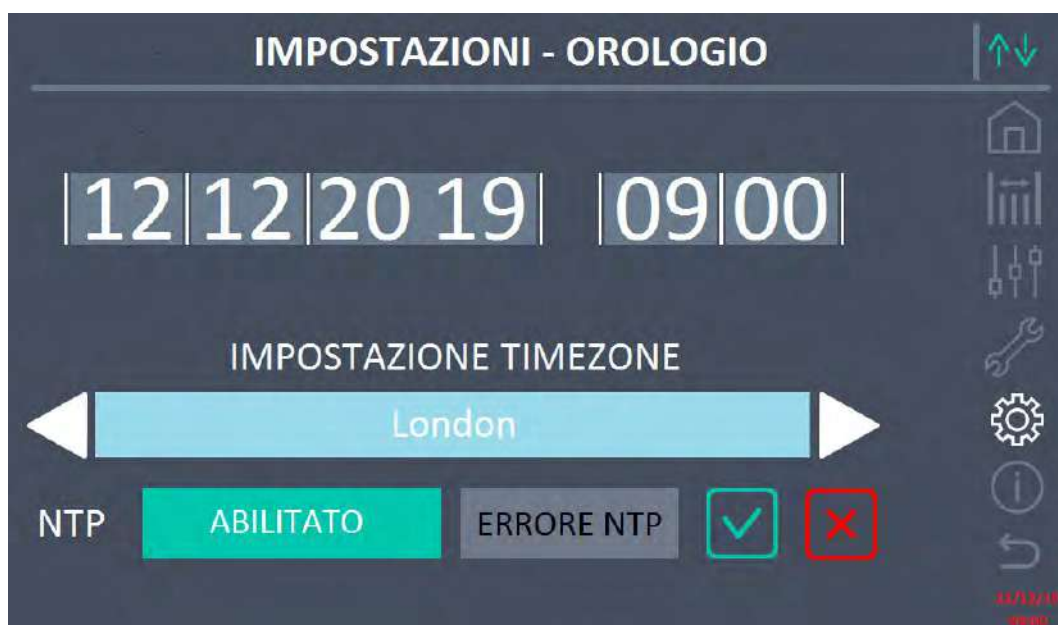 IMPOSTAZIONI - OROLOGIO
12 12 20 19 09 00
IMPOSTAZIONE TIMEZONE
London
NTP ABILITATO ERRORE NTP